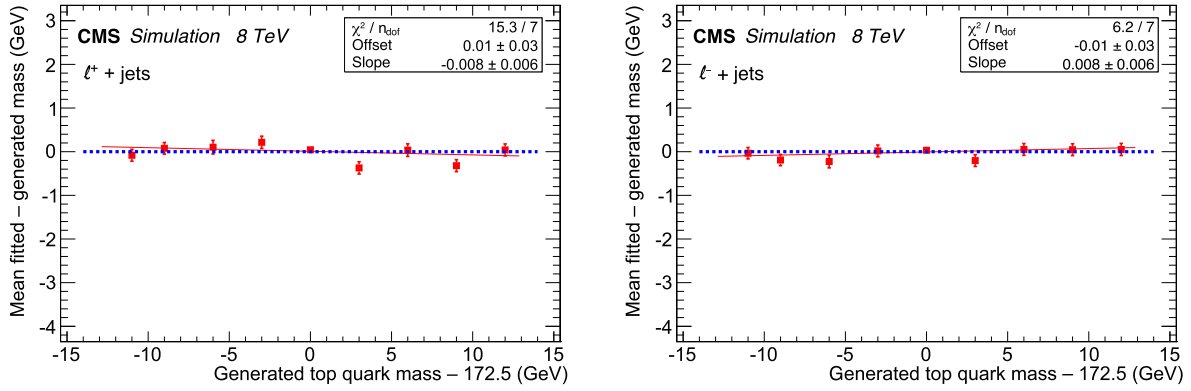 CMS Simulation 8 TeV
χ² / n_dof 15.3 / 7
Offset 0.01 ± 0.03
Slope -0.008 ± 0.006
ℓ⁺ + jets
Mean fitted – generated mass (GeV)
3
2
1
0
-1
-2
-3
-4
-15 -10 -5 0 5 10 15
Generated top quark mass – 172.5 (GeV)
CMS Simulation 8 TeV
χ² / n_dof 6.2 / 7
Offset -0.01 ± 0.03
Slope 0.008 ± 0.006
ℓ⁻ + jets
Mean fitted – generated mass (GeV)
3
2
1
0
-1
-2
-3
-4
-15 -10 -5 0 5 10 15
Generated top quark mass – 172.5 (GeV)